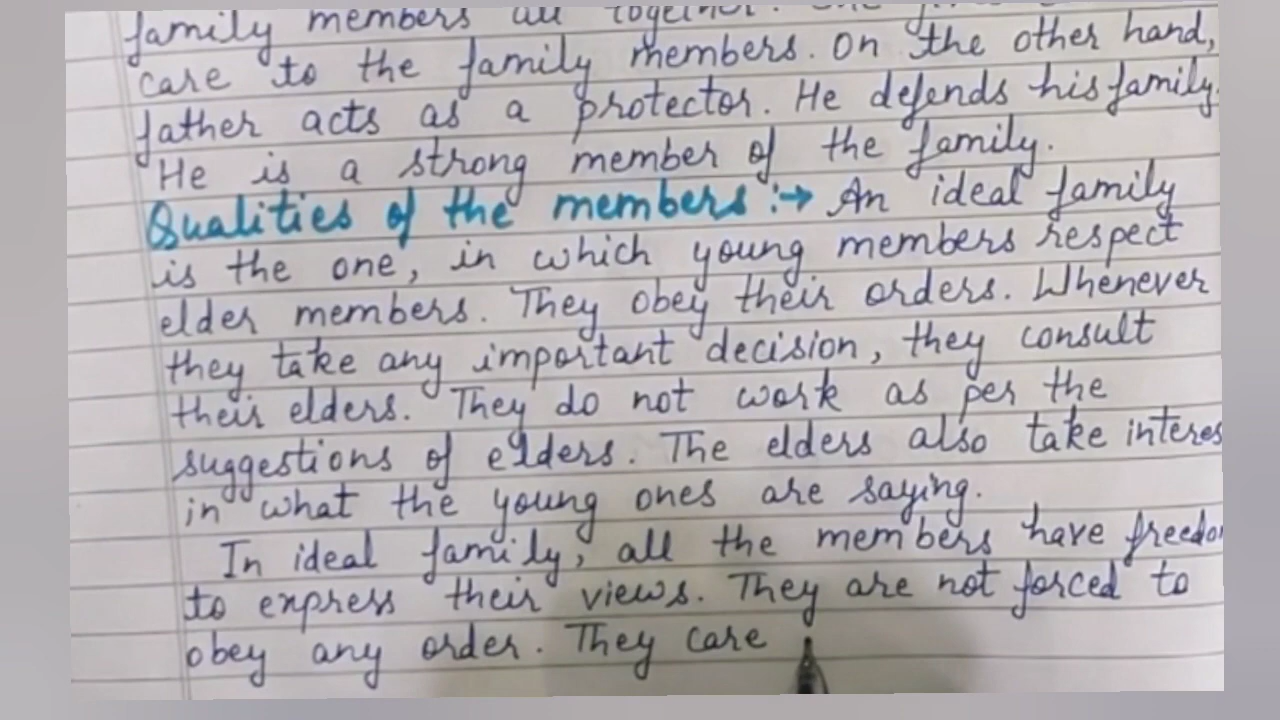 family members all together.
care to the family members. On the other hand,
father acts as a protector. He defends his family.
He is a strong member of the family.
Qualities of the members :→ An ideal family
is the one, in which young members respect
elder members. They obey their orders. Whenever
they take any important decision, they consult
their elders. They do not work as per the
suggestions of elders. The elders also take interes
in what the young ones are saying.
In ideal family, all the members have freedo
to express their views. They are not forced to
obey any order. They care